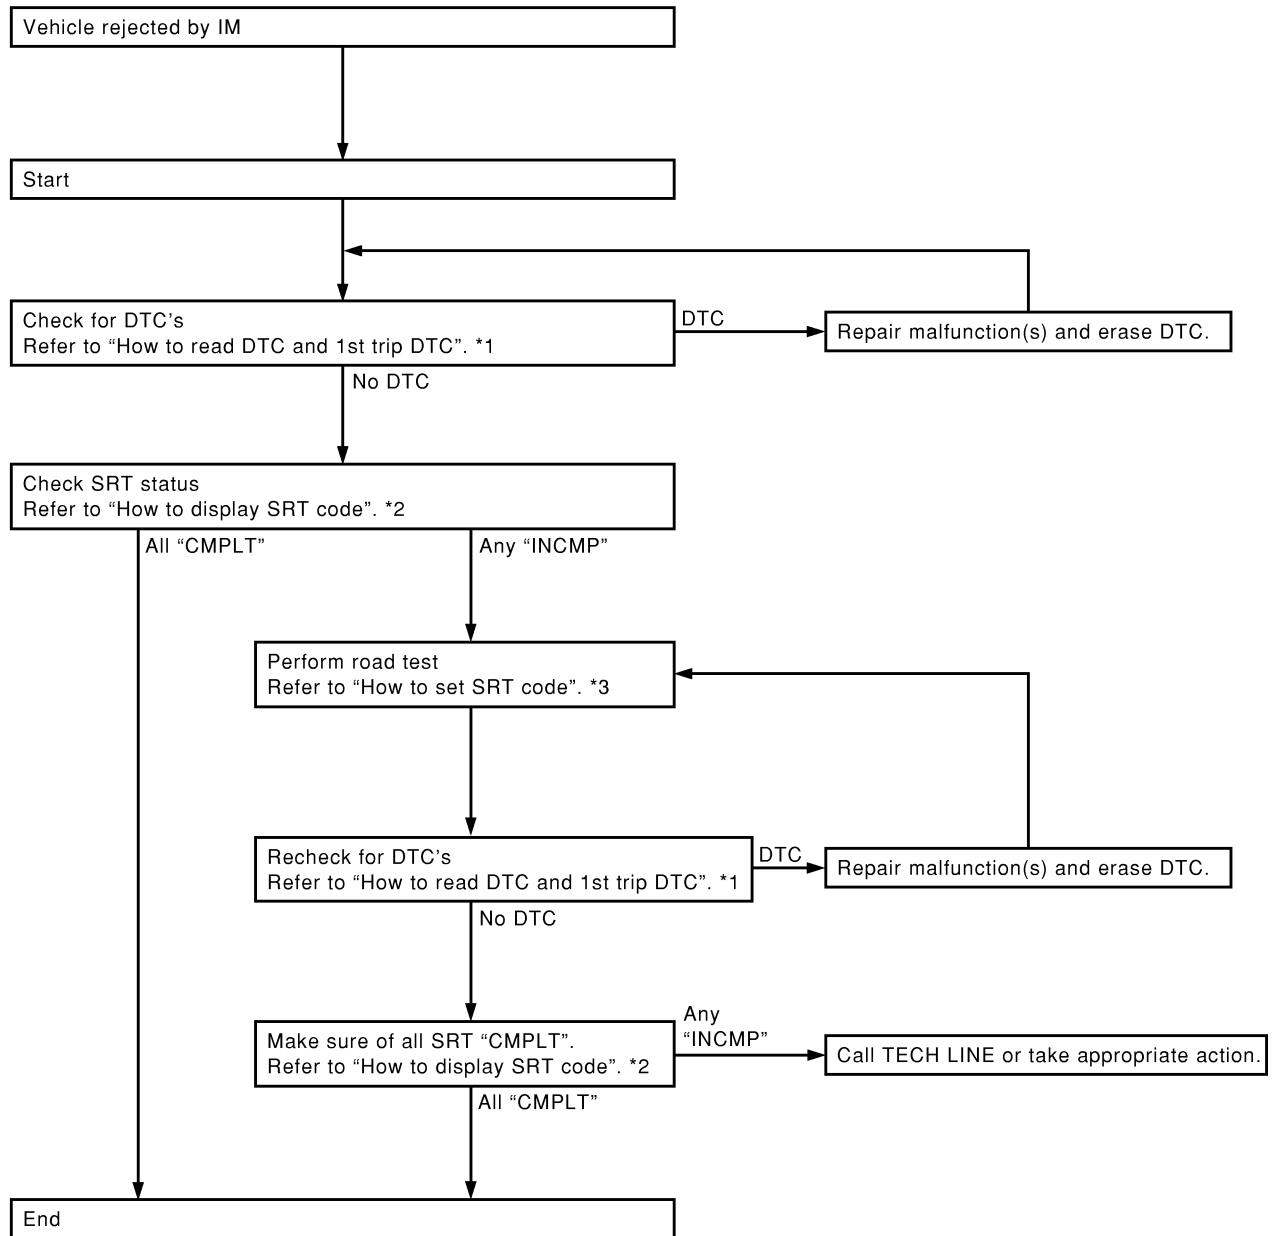 Vehicle rejected by IM
Start
Check for DTC’s
Refer to “How to read DTC and 1st trip DTC”. *1
DTC
Repair malfunction(s) and erase DTC.
No DTC
Check SRT status
Refer to “How to display SRT code”. *2
All “CMPLT”
Any “INCMP”
Perform road test
Refer to “How to set SRT code”. *3
Recheck for DTC’s
Refer to “How to read DTC and 1st trip DTC”. *1
DTC
Repair malfunction(s) and erase DTC.
No DTC
Make sure of all SRT “CMPLT”.
Refer to “How to display SRT code”. *2
Any
“INCMP”
Call TECH LINE or take appropriate action.
All “CMPLT”
End